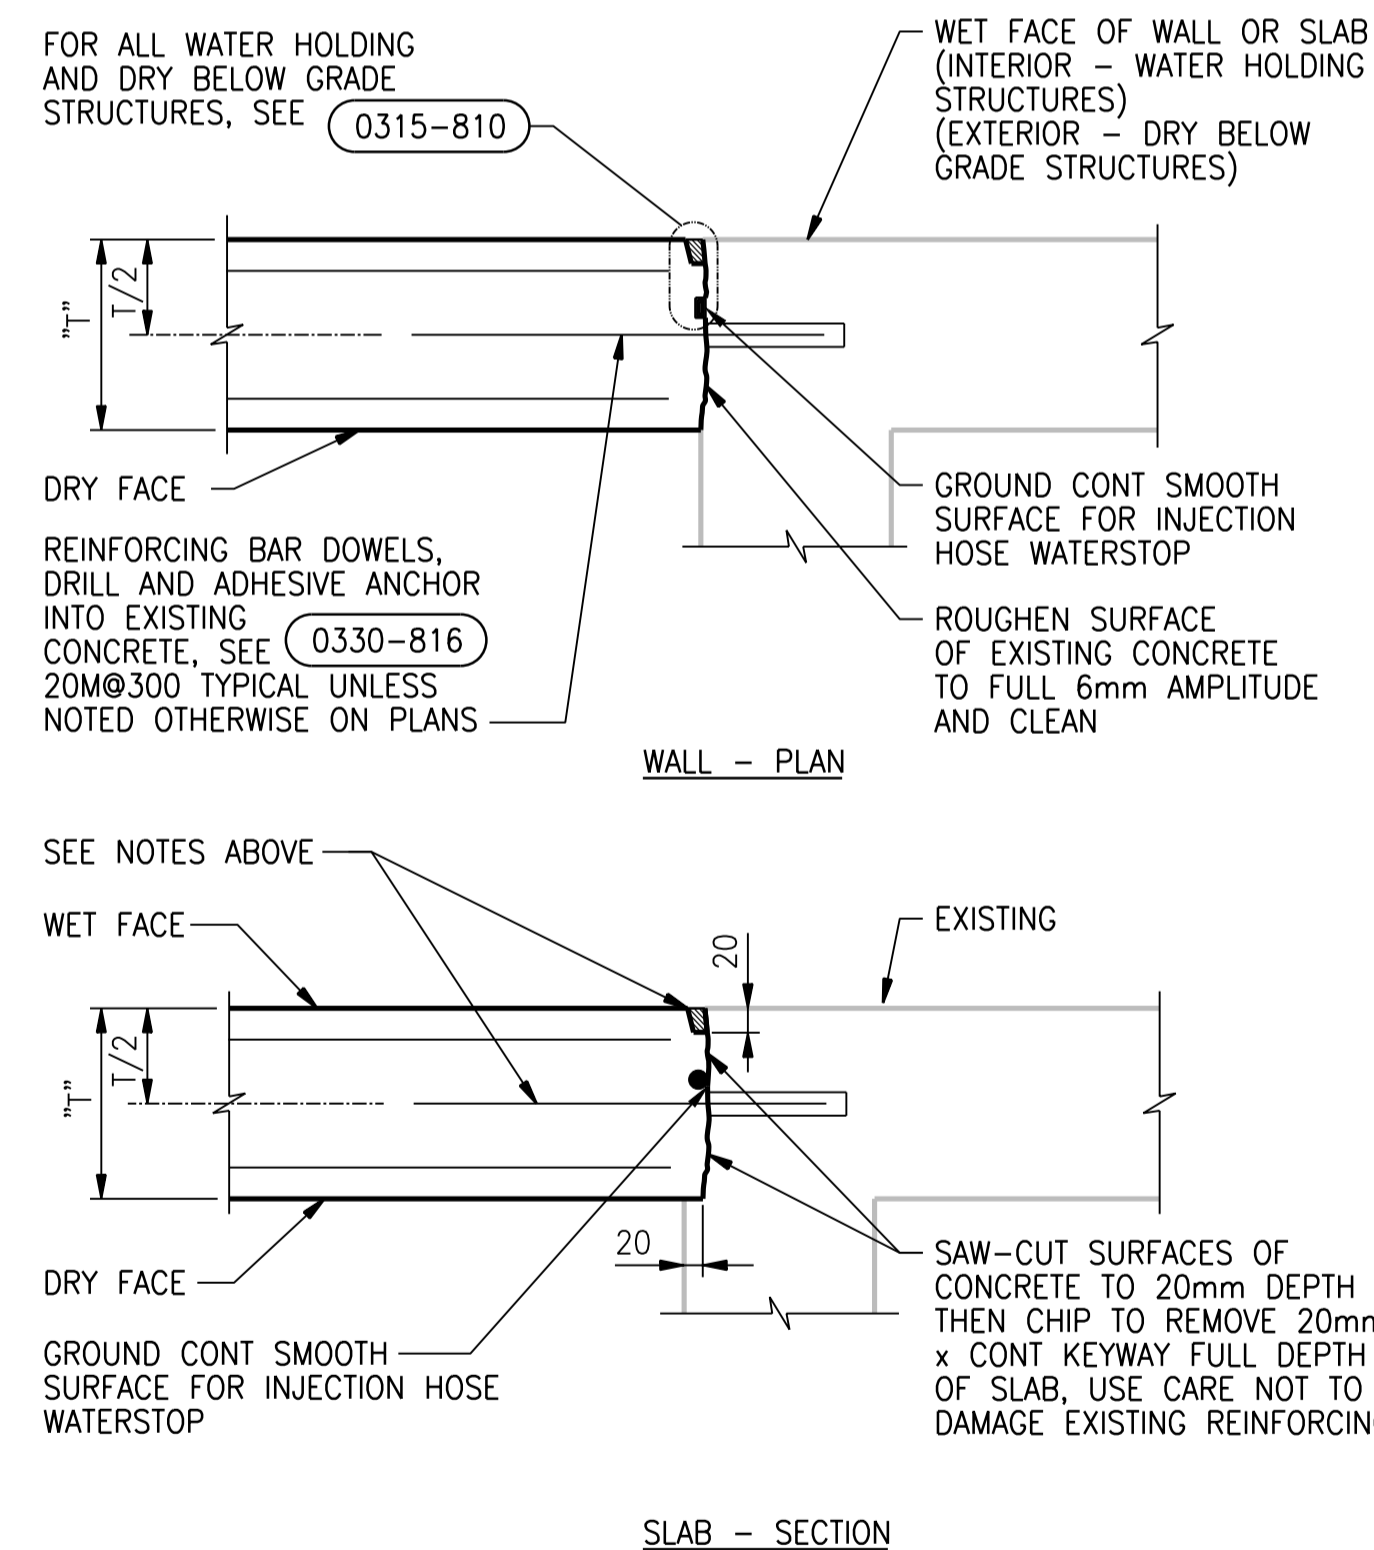 FOR ALL WATER HOLDING
AND DRY BELOW GRADE
STRUCTURES, SEE 0315-810
WET FACE OF WALL OR SLAB
(INTERIOR - WATER HOLDING
STRUCTURES)
(EXTERIOR - DRY BELOW
GRADE STRUCTURES)
"T"
T/2
DRY FACE
REINFORCING BAR DOWELS,
DRILL AND ADHESIVE ANCHOR
INTO EXISTING
CONCRETE, SEE 0330-816
20M@300 TYPICAL UNLESS
NOTED OTHERWISE ON PLANS
GROUND CONT SMOOTH
SURFACE FOR INJECTION
HOSE WATERSTOP
ROUGHEN SURFACE
OF EXISTING CONCRETE
TO FULL 6mm AMPLITUDE
AND CLEAN
WALL - PLAN
SEE NOTES ABOVE
WET FACE
EXISTING
20
"T"
T/2
20
DRY FACE
GROUND CONT SMOOTH
SURFACE FOR INJECTION HOSE
WATERSTOP
SAW-CUT SURFACES OF
CONCRETE TO 20mm DEPTH
THEN CHIP TO REMOVE 20mm
x CONT KEYWAY FULL DEPTH
OF SLAB, USE CARE NOT TO
DAMAGE EXISTING REINFORCING
SLAB - SECTION